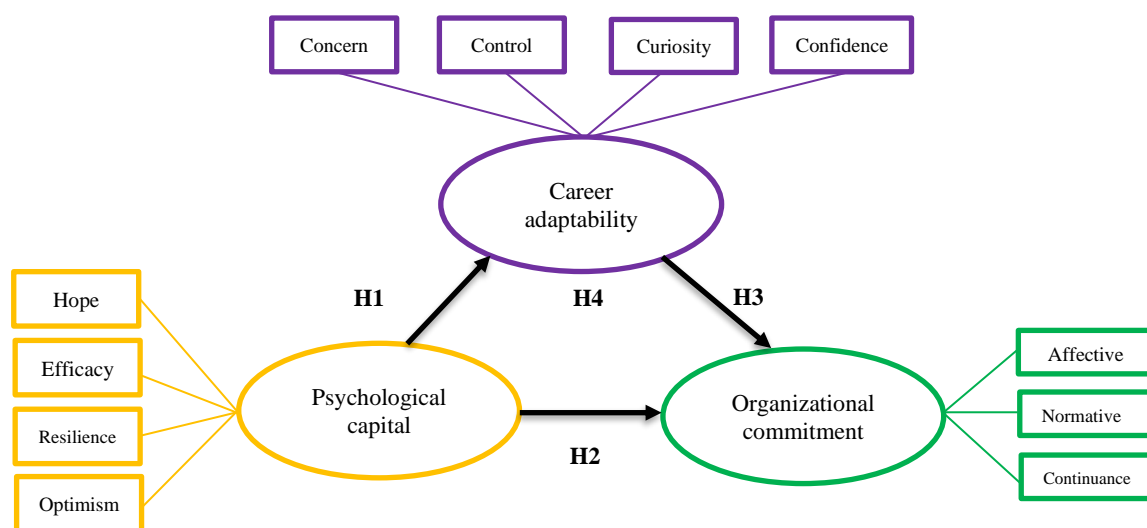 Concern
Control
Curiosity
Confidence
Career
adaptability
H1
H4
H3
Hope
Efficacy
Resilience
Optimism
Psychological
capital
H2
Organizational
commitment
Affective
Normative
Continuance